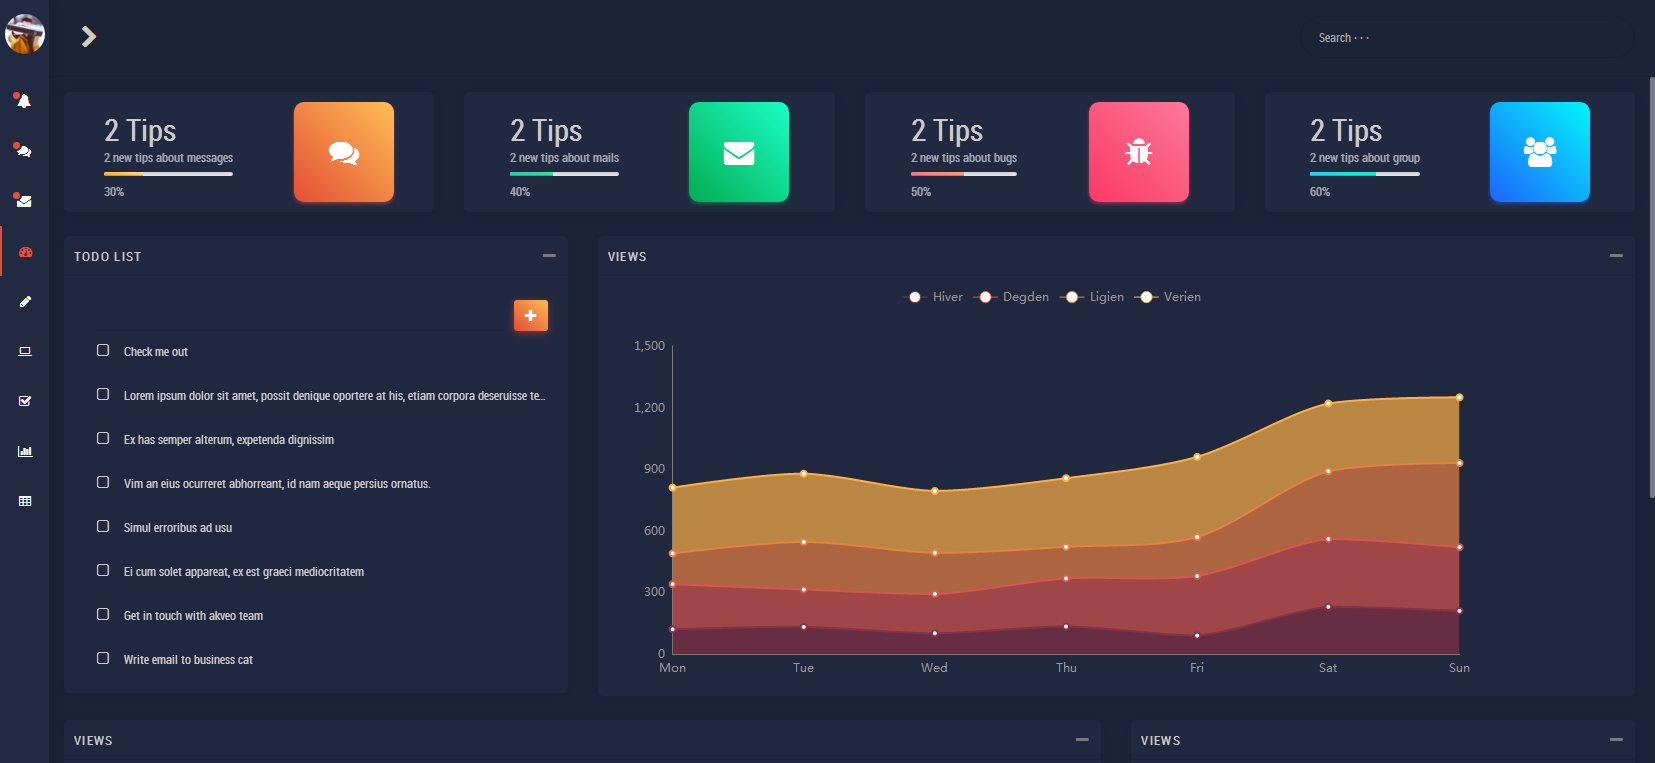 Search · · ·
2 Tips
2 new tips about messages
30%
2 Tips
2 new tips about mails
40%
2 Tips
2 new tips about bugs
50%
2 Tips
2 new tips about group
60%
TODO LIST
Check me out
Lorem ipsum dolor sit amet, possit denique oportere at his, etiam corpora deseruisse te...
Ex has semper alterum, expetenda dignissim
Vim an eius ocurreret abhorreant, id nam aeque persius ornatus.
Simul erroribus ad usu
Ei cum solet appareat, ex est graeci mediocritatem
Get in touch with akveo team
Write email to business cat
VIEWS
Hiver Degden Ligien Verien
1,500
1,200
900
600
300
0
Mon Tue Wed Thu Fri Sat Sun
VIEWS
VIEWS